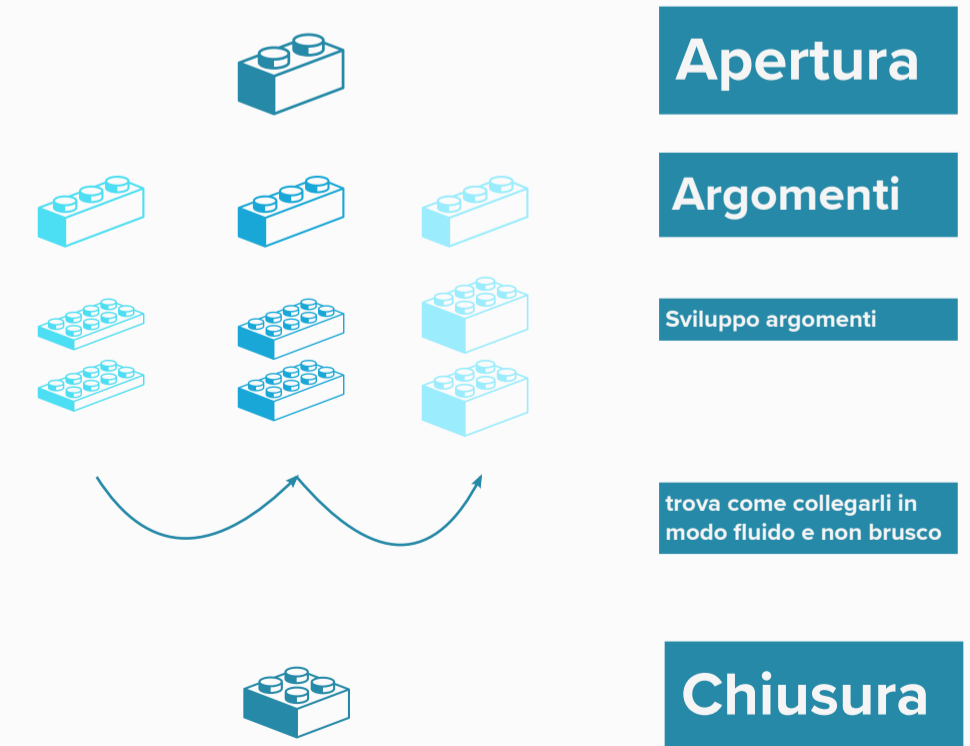 Apertura
Argomenti
Sviluppo argomenti
trova come collegarli in
modo fluido e non brusco
Chiusura